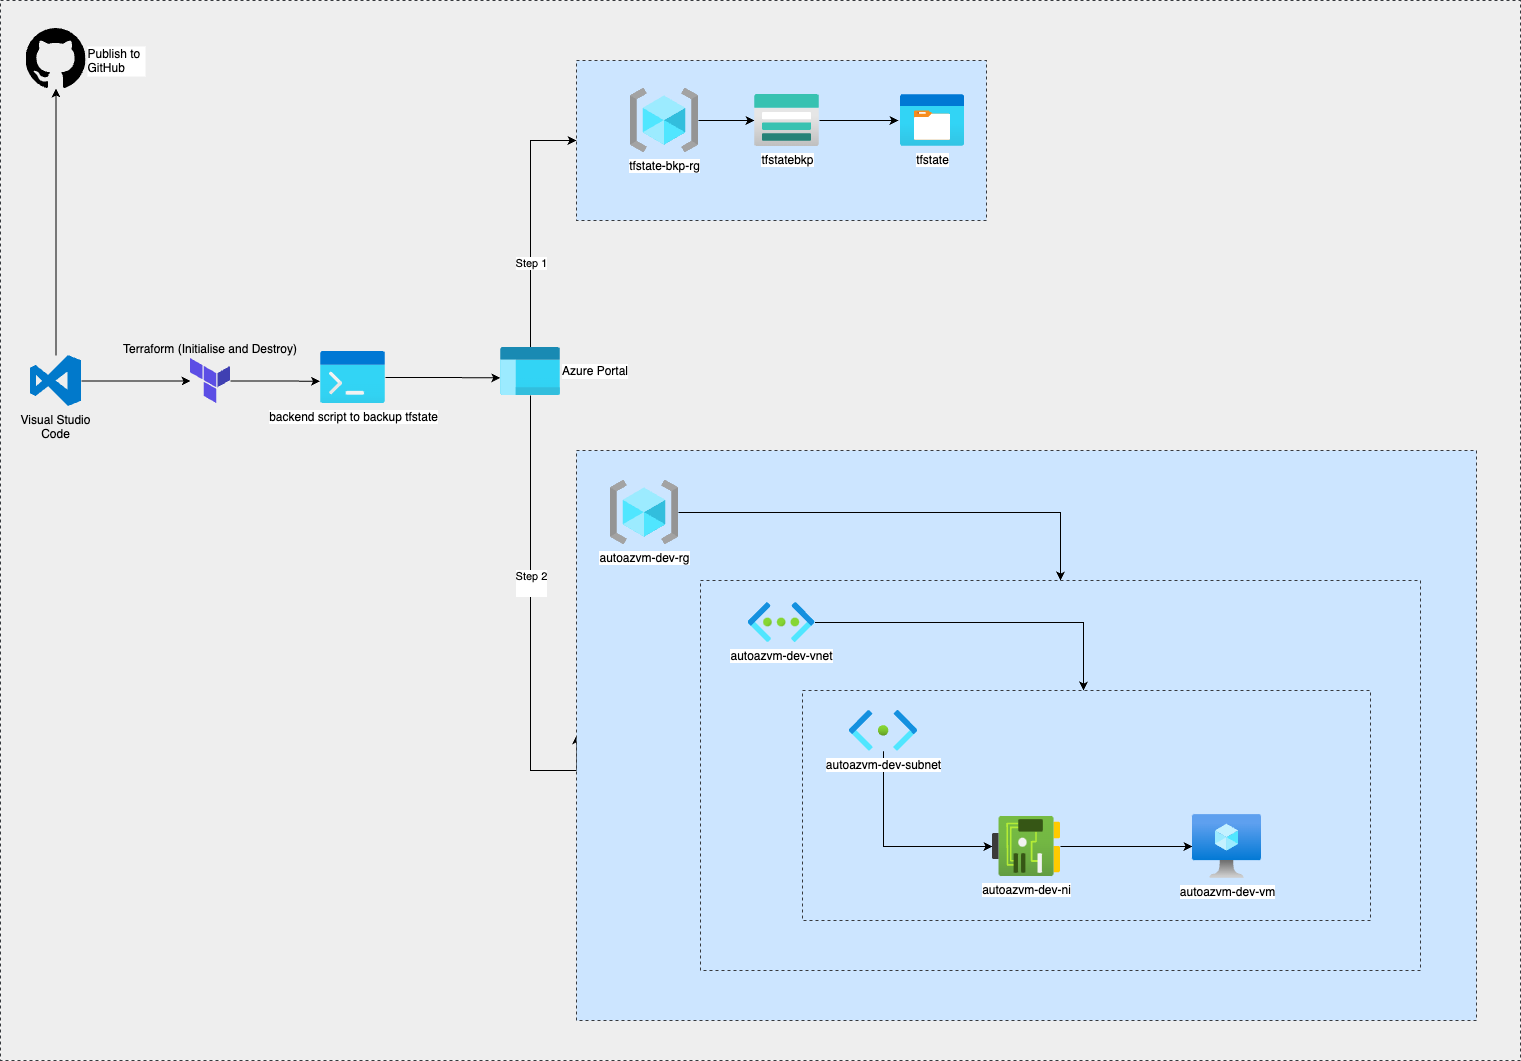 Publish to
GitHub
tfstate-bkp-rg
tfstatebkp
tfstate
Step 1
Terraform (Initialise and Destroy)
Azure Portal
backend script to backup tfstate
Visual Studio
Code
autoazvm-dev-rg
Step 2
autoazvm-dev-vnet
autoazvm-dev-subnet
autoazvm-dev-ni
autoazvm-dev-vm